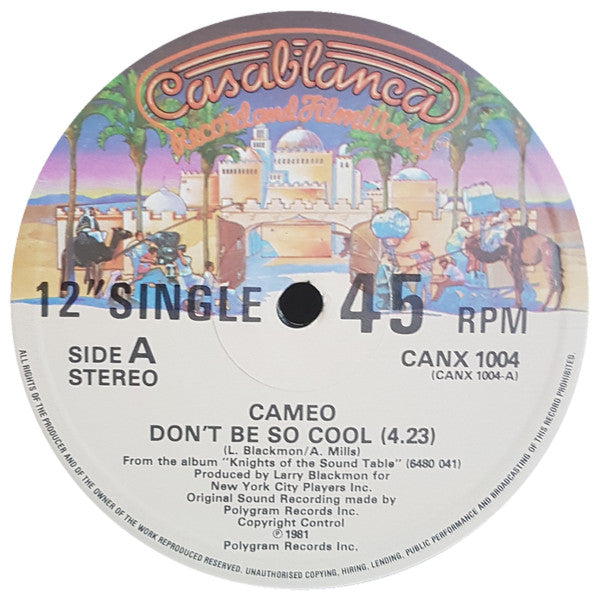 Casablanca
Record and FilmWorks
12" SINGLE 45 RPM
SIDE A
STEREO
CANX 1004
(CANX 1004-A)
CAMEO
DON'T BE SO COOL (4.23)
(L. Blackmon/A. Mills)
From the album "Knights of the Sound Table" (6480 041)
Produced by Larry Blackmon for
New York City Players Inc.
Original Sound Recording made by
Polygram Records Inc.
Copyright Control
℗ 1981
Polygram Records Inc.
ALL RIGHTS OF THE PRODUCER AND OF THE OWNER OF THE WORK REPRODUCED RESERVED. UNAUTHORISED COPYING, HIRING, LENDING, PUBLIC PERFORMANCE AND BROADCASTING OF THIS RECORD PROHIBITED.